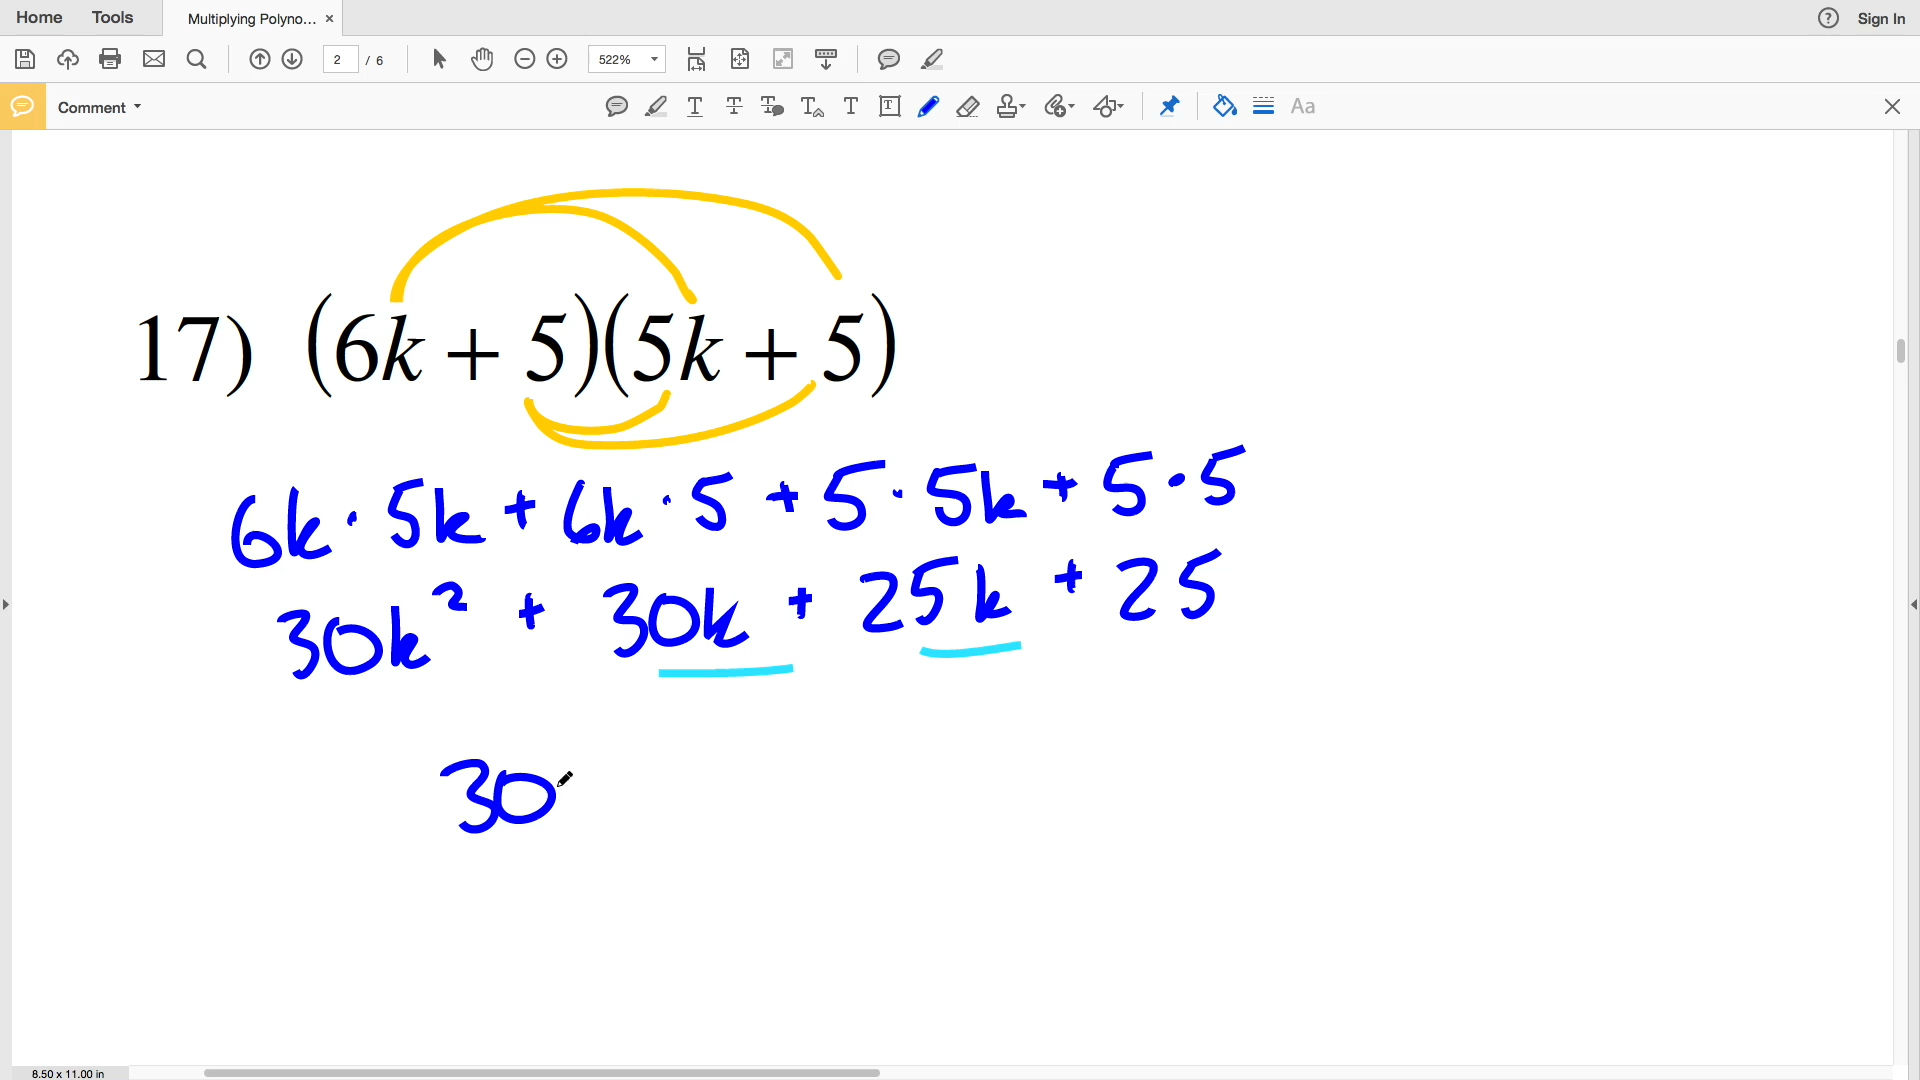 Home Tools Multiplying Polyno... × ? Sign In
2 / 6 522%
Comment Aa
17) (6k + 5)(5k + 5)
6k · 5k + 6k · 5 + 5 · 5k + 5 · 5
30k² + 30k + 25k + 25
30
8.50 x 11.00 in